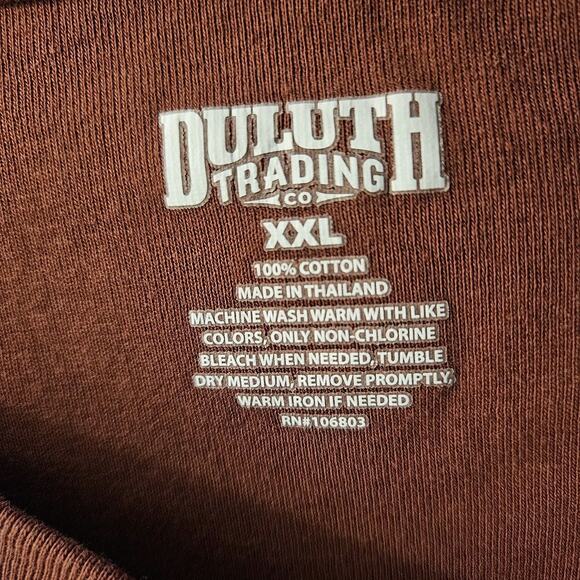 DULUTH
TRADING
CO
XXL
100% COTTON
MADE IN THAILAND
MACHINE WASH WARM WITH LIKE
COLORS, ONLY NON-CHLORINE
BLEACH WHEN NEEDED, TUMBLE
DRY MEDIUM, REMOVE PROMPTLY,
WARM IRON IF NEEDED
RN#106803